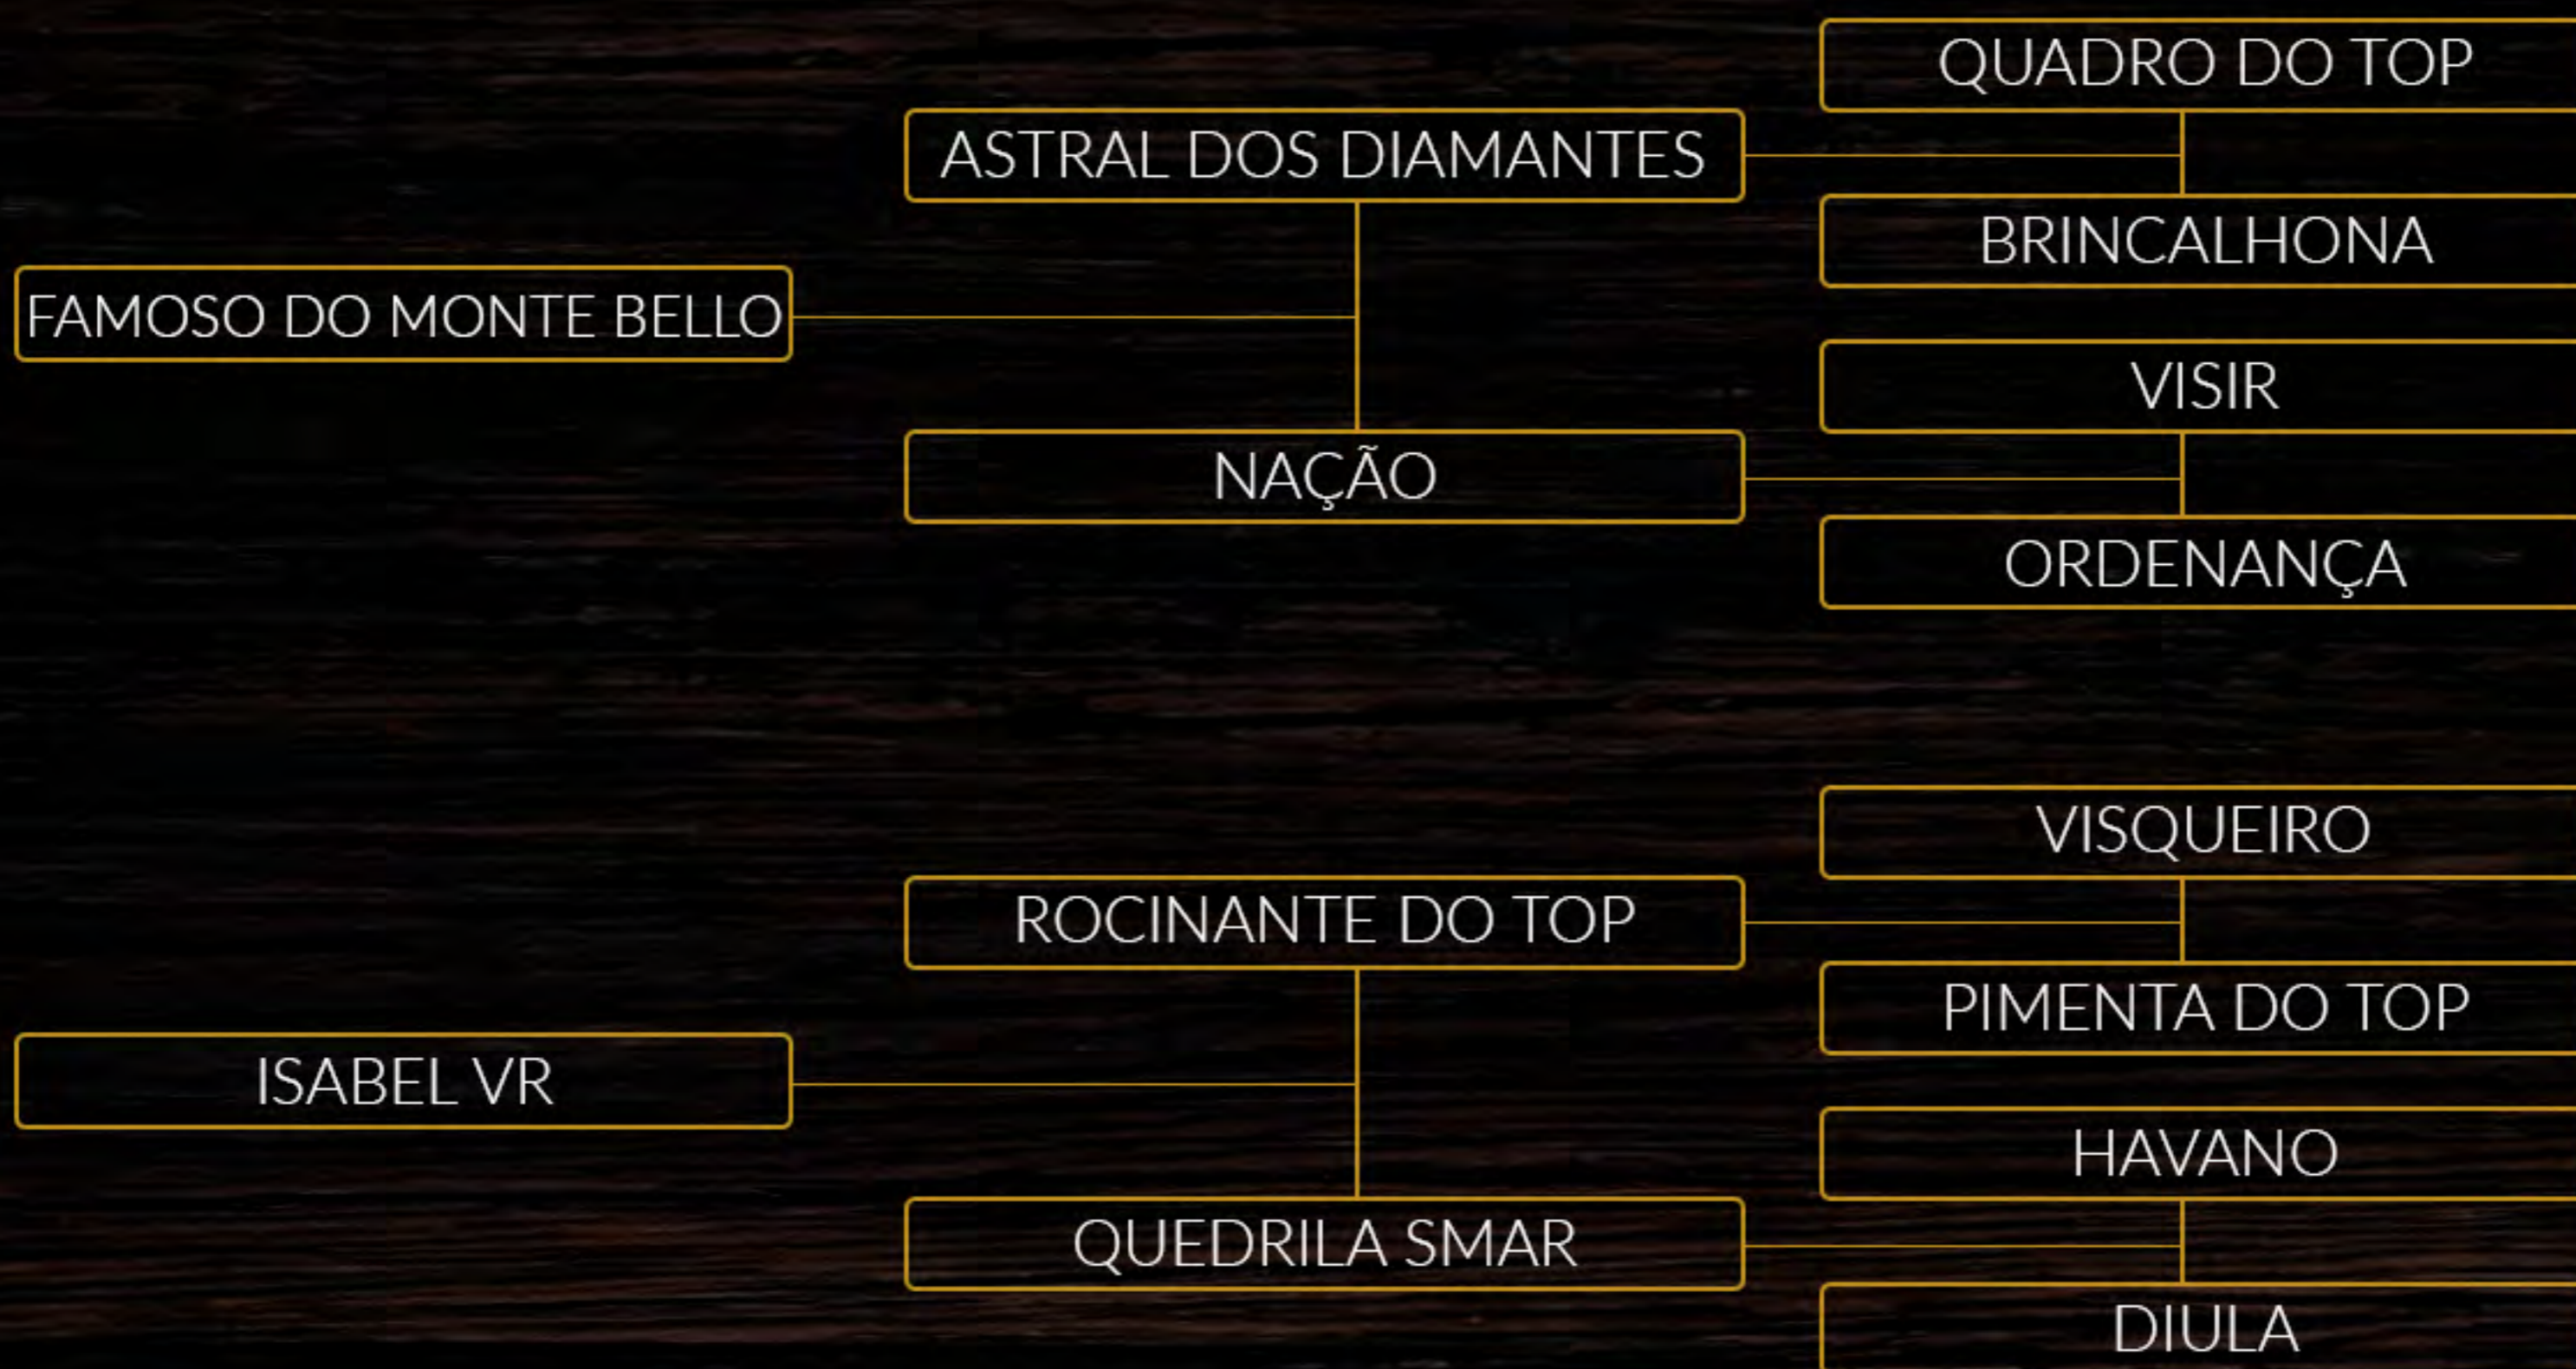 QUADRO DO TOP
ASTRAL DOS DIAMANTES
BRINCALHONA
FAMOSO DO MONTE BELLO
VISIR
NAÇÃO
ORDENANÇA
VISQUEIRO
ROCINANTE DO TOP
PIMENTA DO TOP
ISABEL VR
HAVANO
QUEDRILA SMAR
DIULA